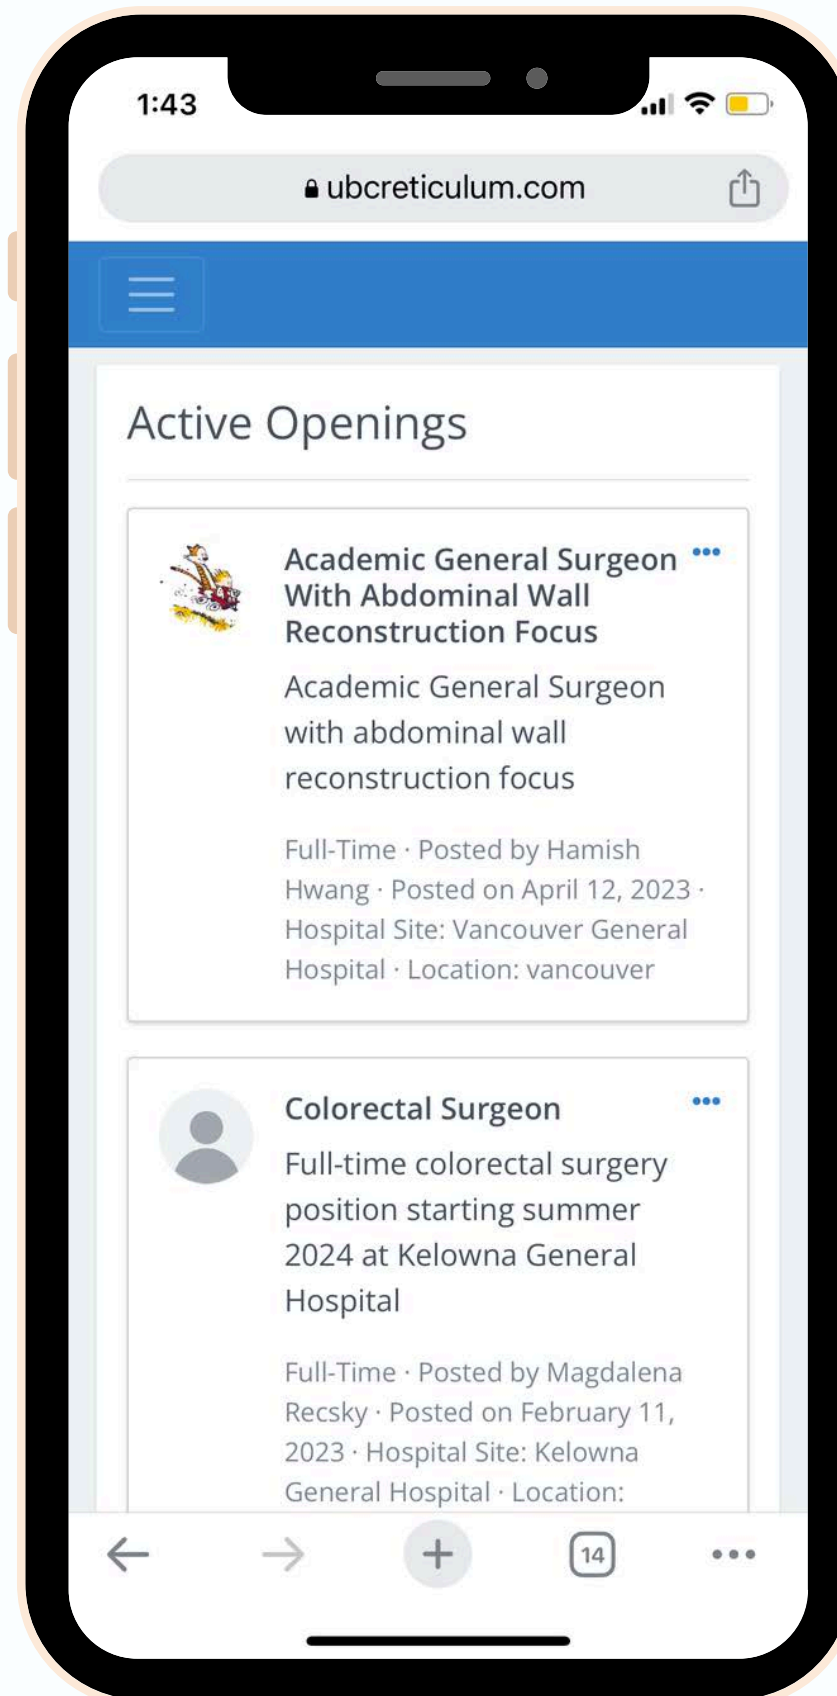 1:43
ubcreticulum.com
Active Openings
Academic General Surgeon
With Abdominal Wall
Reconstruction Focus
Academic General Surgeon
with abdominal wall
reconstruction focus
Full-Time · Posted by Hamish
Hwang · Posted on April 12, 2023 ·
Hospital Site: Vancouver General
Hospital · Location: vancouver
Colorectal Surgeon
Full-time colorectal surgery
position starting summer
2024 at Kelowna General
Hospital
Full-Time · Posted by Magdalena
Recsky · Posted on February 11,
2023 · Hospital Site: Kelowna
General Hospital · Location:
14